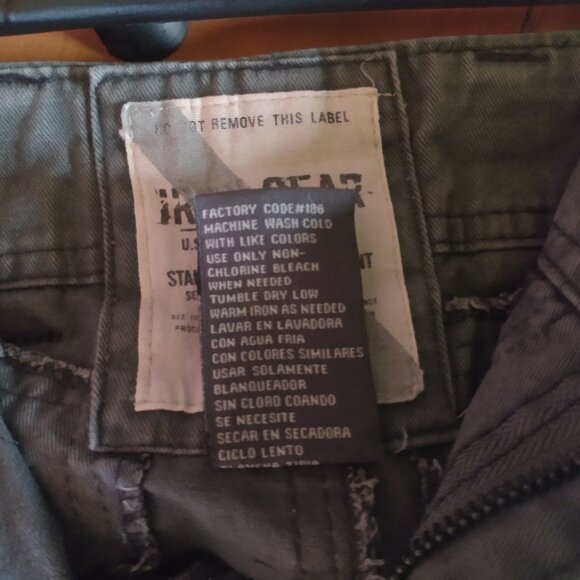 NOT REMOVE THIS LABEL
GEAR
U.S.
FACTORY CODE#186
MACHINE WASH COLD
WITH LIKE COLORS
USE ONLY NON-
CHLORINE BLEACH
WHEN NEEDED
TUMBLE DRY LOW
WARM IRON AS NEEDED
LAVAR EN LAVADORA
CON AGUA FRIA
CON COLORES SIMILARES
USAR SOLAMENTE
BLANQUEADOR
SIN CLORO CUANDO
SE NECESITE
SECAR EN SECADORA
CICLO LENTO